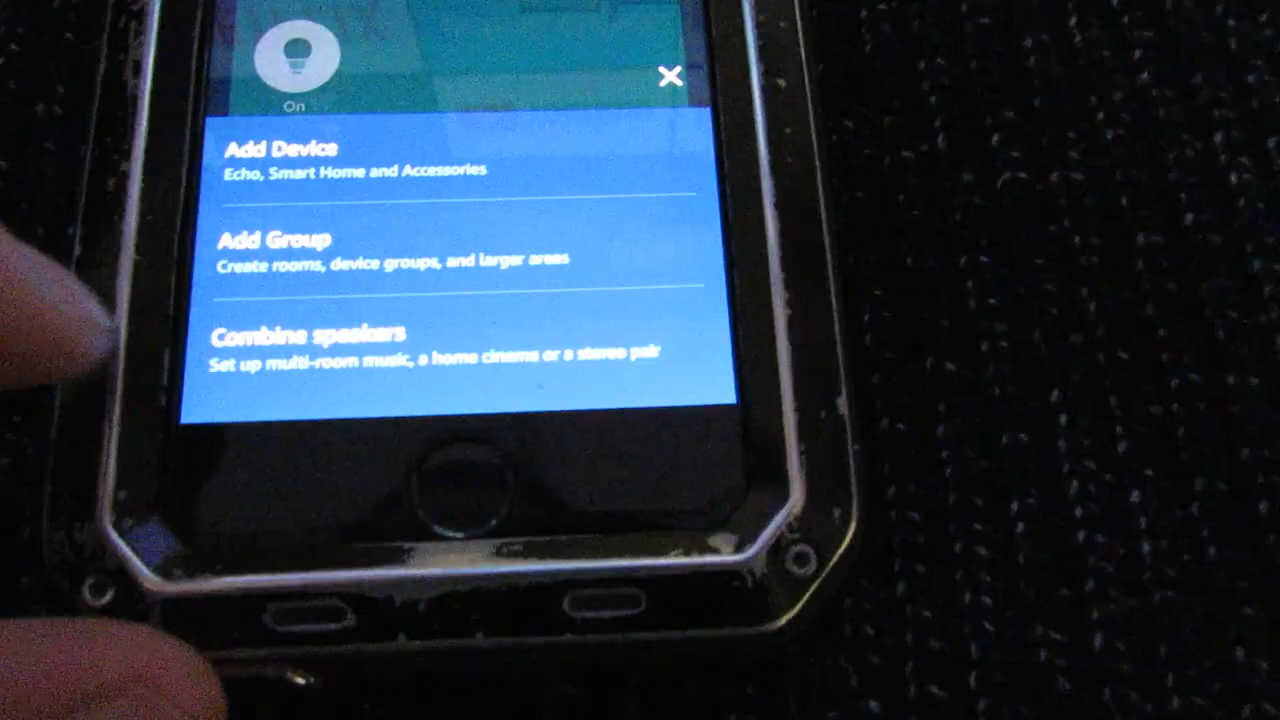 On
Add Device
Echo, Smart Home and Accessories
Add Group
Create rooms, device groups, and larger areas
Combine speakers
Set up multi-room music, a home cinema or a stereo pair